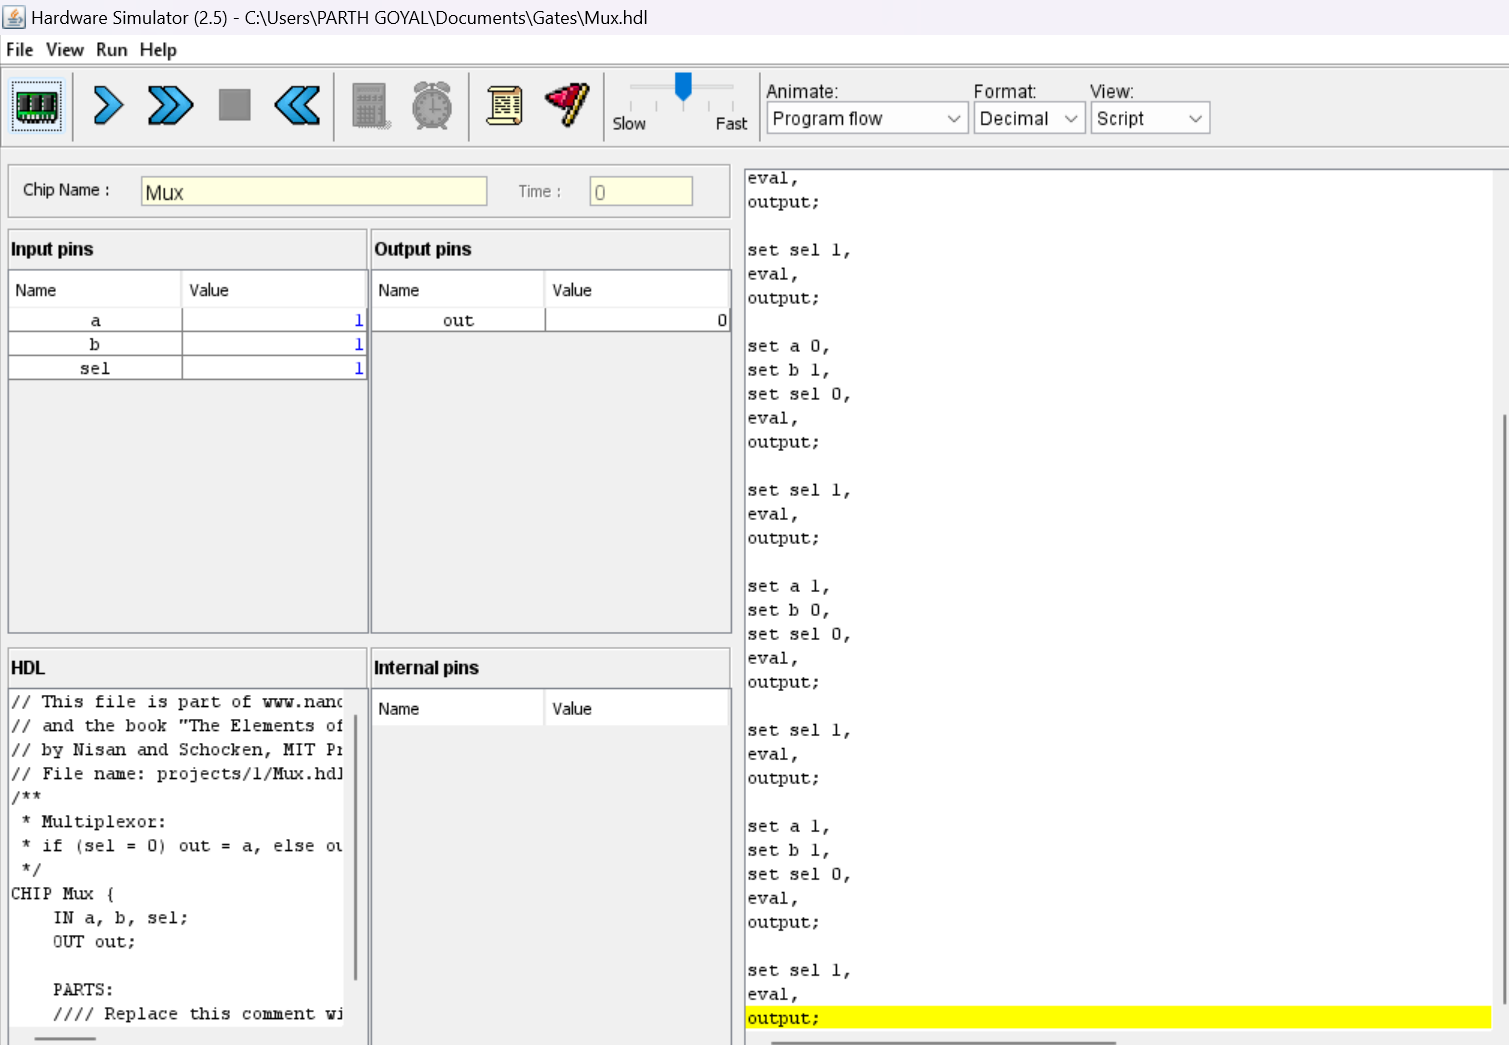 Hardware Simulator (2.5) - C:\Users\PARTH GOYAL\Documents\Gates\Mux.hdl
File View Run Help
Slow Fast
Animate: Format: View:
Program flow Decimal Script
Chip Name : Mux Time : 0
Input pins
Name Value
a 1
b 1
sel 1
Output pins
Name Value
out 0
HDL
// This file is part of www.nand
// and the book "The Elements of
// by Nisan and Schocken, MIT Pr
// File name: projects/1/Mux.hdl
/**
* Multiplexor:
* if (sel = 0) out = a, else ou
*/
CHIP Mux {
IN a, b, sel;
OUT out;
PARTS:
//// Replace this comment wi
Internal pins
Name Value
eval,
output;
set sel 1,
eval,
output;
set a 0,
set b 1,
set sel 0,
eval,
output;
set sel 1,
eval,
output;
set a 1,
set b 0,
set sel 0,
eval,
output;
set sel 1,
eval,
output;
set a 1,
set b 1,
set sel 0,
eval,
output;
set sel 1,
eval,
output;